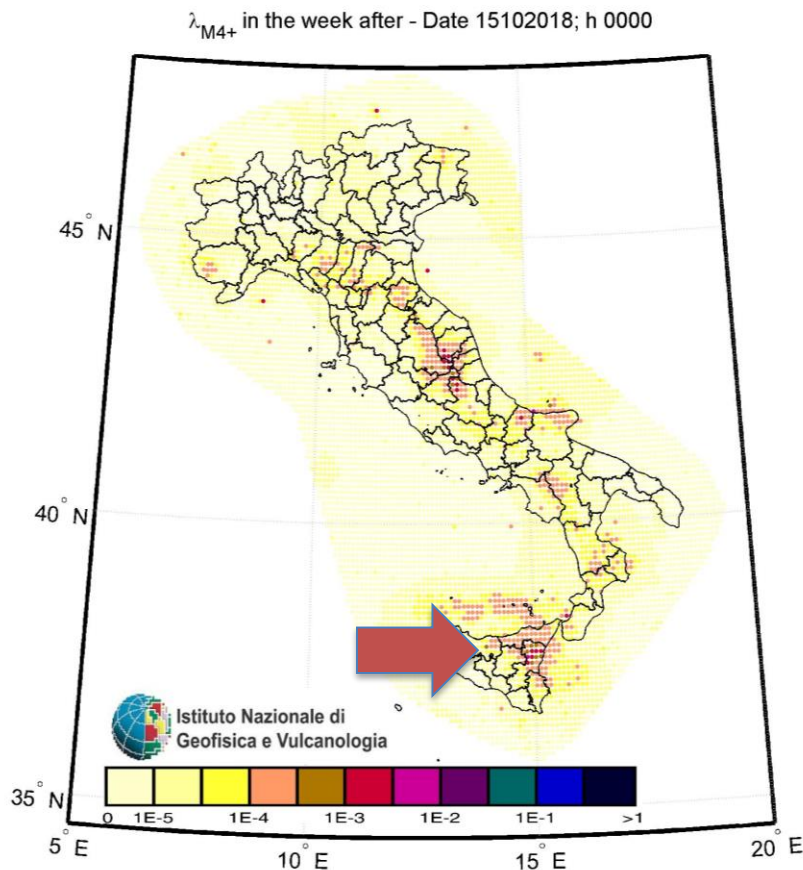 λM4+ in the week after - Date 15102018; h 0000
45° N
40° N
35° N
Istituto Nazionale di
Geofisica e Vulcanologia
0 1E-5 1E-4 1E-3 1E-2 1E-1 >1
5° E 10° E 15° E 20° E